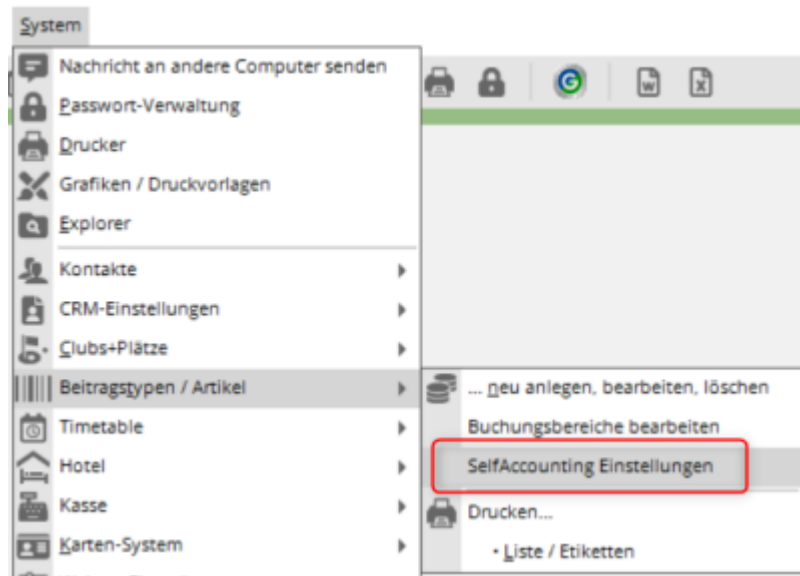 System
Nachricht an andere Computer senden
Passwort-Verwaltung
Drucker
Grafiken / Druckvorlagen
Explorer
Kontakte
CRM-Einstellungen
Clubs+Plätze
Beitragstypen / Artikel
... neu anlegen, bearbeiten, löschen
Timetable
Buchungsbereiche bearbeiten
Hotel
SelfAccounting Einstellungen
Kasse
Drucken...
Karten-System
• Liste / Etiketten